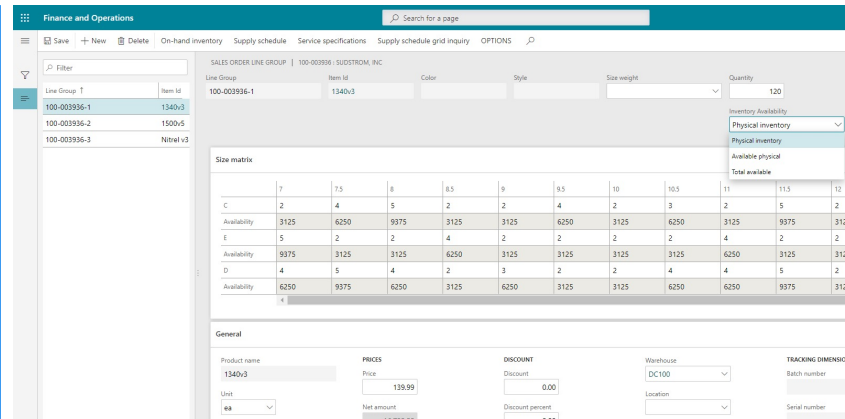 Finance and Operations
Search for a page
Save New Delete On-hand inventory Supply schedule Service specifications Supply schedule grid inquiry OPTIONS
Filter
Line Group Item Id
100-003936-1 1340v3
100-003936-2 1500v5
100-003936-3 Nitrel v3
SALES ORDER LINE GROUP | 100-003936 : SUDSTROM, INC
Line Group Item Id Color Style Size weight Quantity
100-003936-1 1340v3 120
Inventory Availability
Physical inventory
Physical inventory
Available physical
Total available
Size matrix
7 7.5 8 8.5 9 9.5 10 10.5 11 11.5 12
C 2 4 5 2 2 4 2 3 2 5 2
Availability 3125 6250 9375 3125 6250 3125 3125 6250 3125 9375 312
E 5 2 2 4 2 2 2 2 4 2 2
Availability 9375 3125 3125 6250 3125 3125 3125 3125 6250 3125 312
D 4 5 4 2 3 2 2 4 4 5 2
Availability 6250 9375 6250 3125 6250 3125 3125 6250 6250 9375 312
General
Product name PRICES DISCOUNT Warehouse TRACKING DIMENSIO
1340v3 Price Discount DC100 Batch number
139.99 0.00
Unit Location
ea Net amount Discount percent Serial number